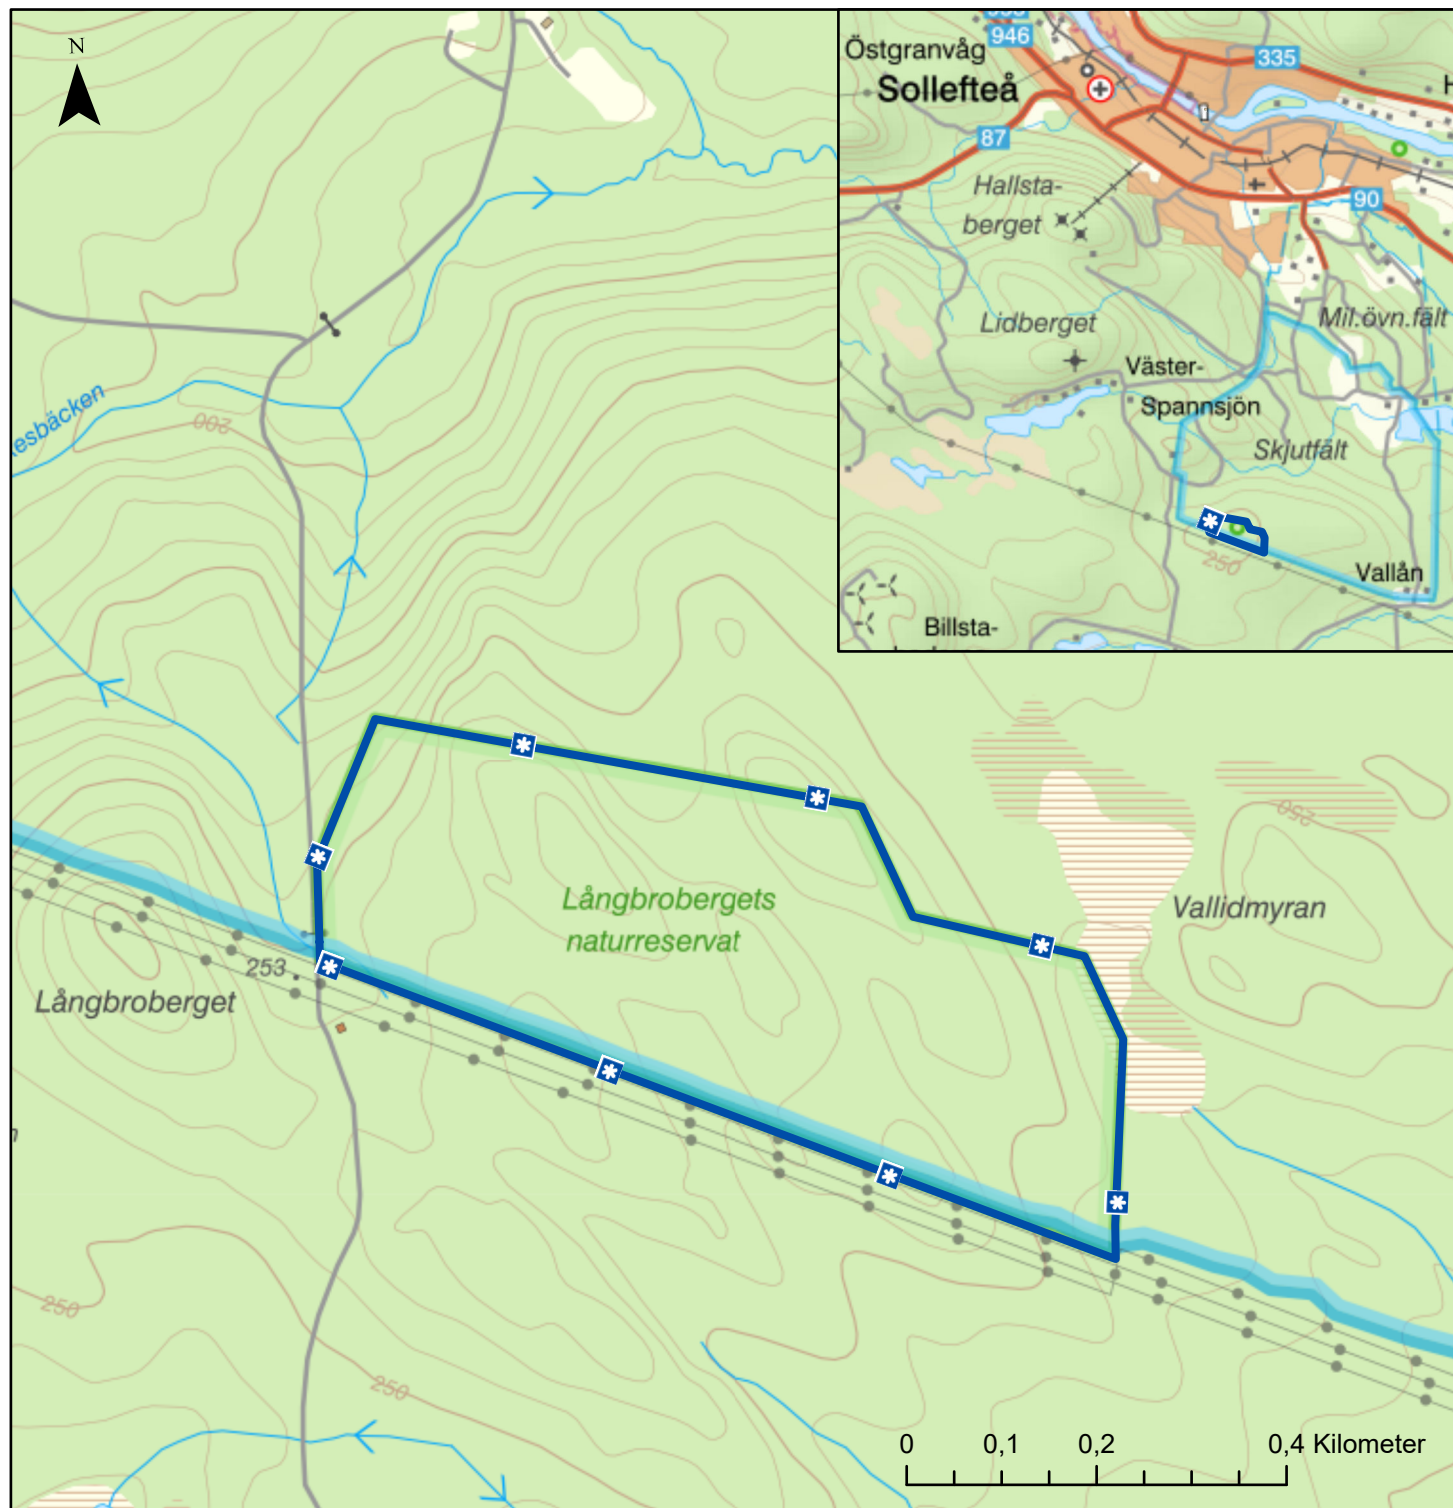 N
946
Östgranvåg
Sollefteå
335
87
90
Hallsta-
berget
Lidberget
Mil.övn.fält
Väster-
Spannsjön
Skjutfält
250
Vallån
Billsta-
esbäcken
200
Långbrobergets
naturreservat
Vallidmyran
250
253
Långbroberget
250
250
0 0,1 0,2 0,4 Kilometer